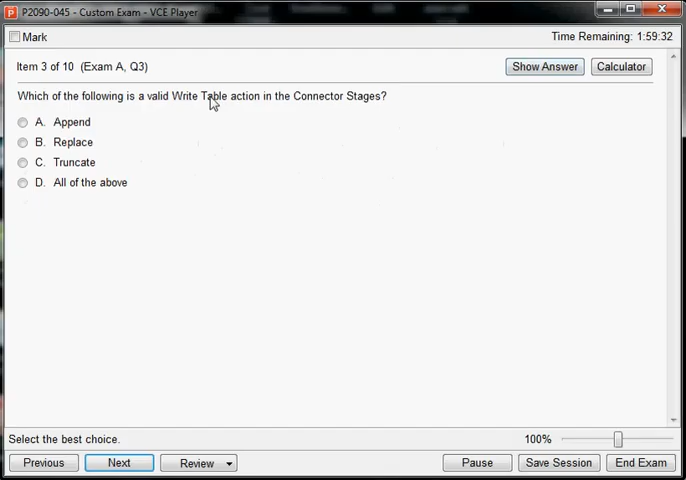 P2090-045 - Custom Exam - VCE Player
Mark
Time Remaining: 1:59:32
Item 3 of 10 (Exam A, Q3)
Show Answer
Calculator
Which of the following is a valid Write Table action in the Connector Stages?
A. Append
B. Replace
C. Truncate
D. All of the above
Select the best choice.
100%
Previous
Next
Review
Pause
Save Session
End Exam